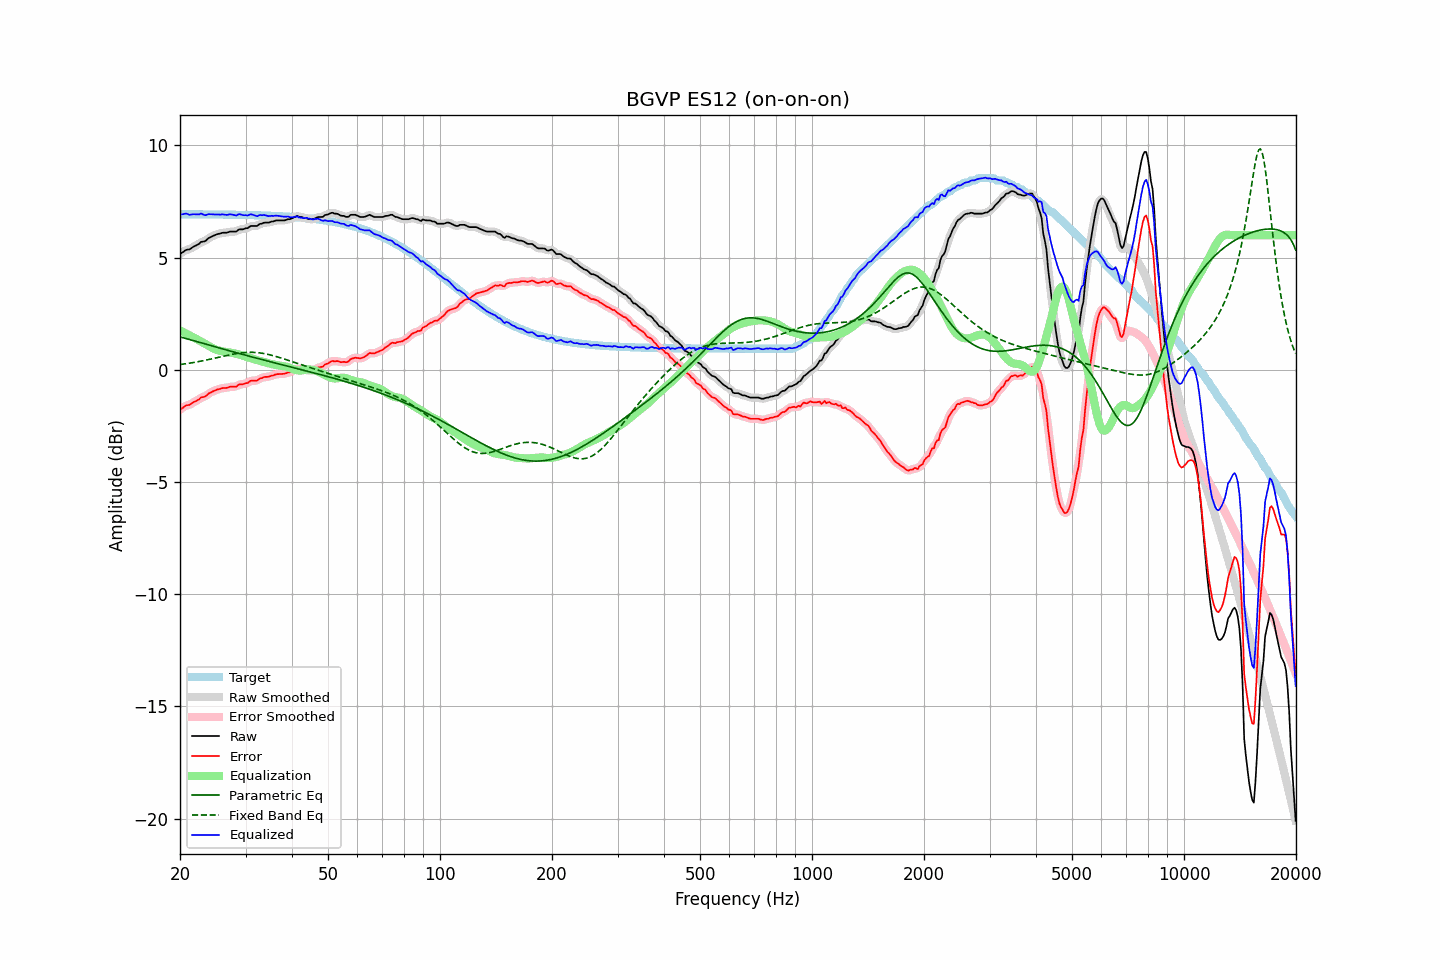 BGVP ES12 (on-on-on)
Amplitude (dBr)
10
5
0
−5
−10
−15
−20
Target
Raw Smoothed
Error Smoothed
Raw
Error
Equalization
Parametric Eq
Fixed Band Eq
Equalized
20 50 100 200 500 1000 2000 5000 10000 20000
Frequency (Hz)